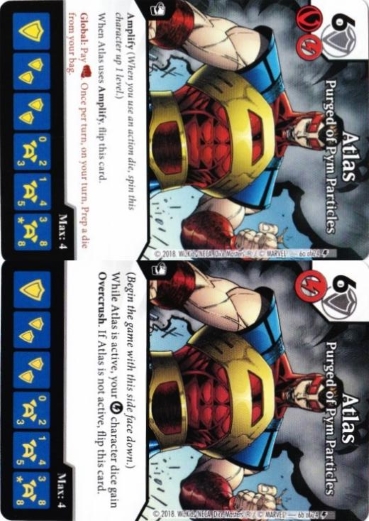 6
Atlas
Purged of Pym Particles
Amplify (When you use an action die, spin this
character up 1 level.)
When Atlas uses Amplify, flip this card.
Global: Pay Once per turn, on your turn, Prep a die
from your bag.
Max: 4
0 2
3
1 4
5
3 8
* 8
6
Atlas
Purged of Pym Particles
(Begin the game with this side face down.)
While Atlas is active, your character dice gain
Overcrush. If Atlas is not active, flip this card.
Max: 4
0 2
3
1 4
5
3 8
* 8